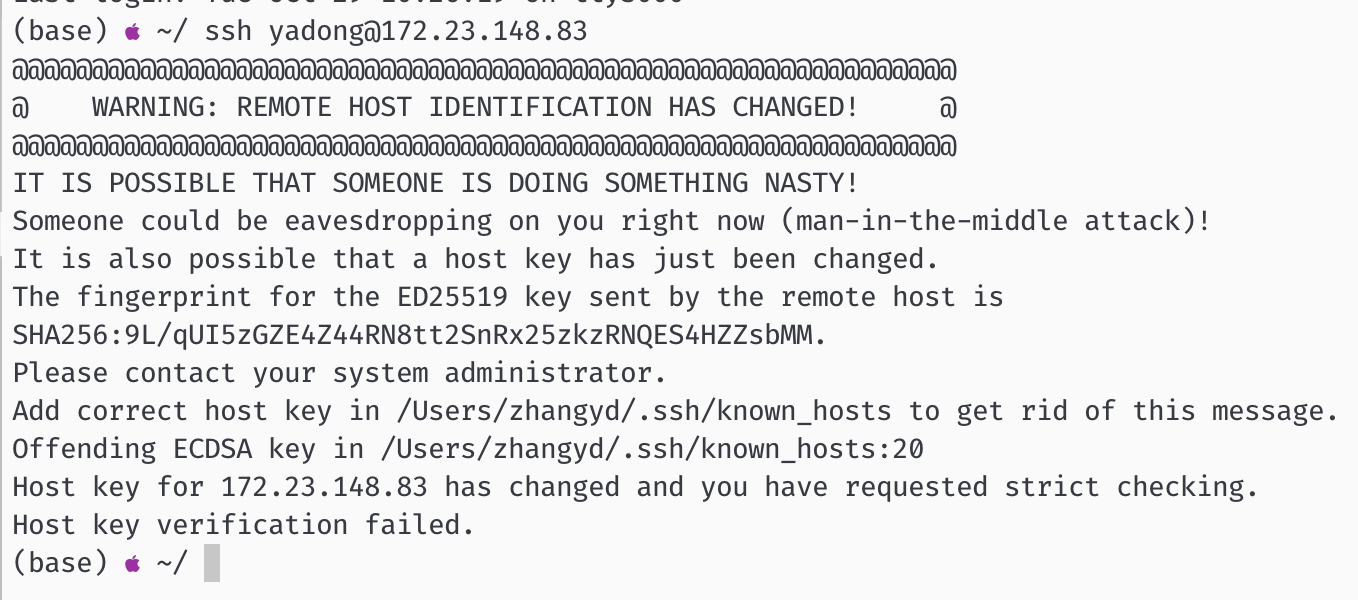 (base) ~/ ssh yadong@172.23.148.83
@@@@@@@@@@@@@@@@@@@@@@@@@@@@@@@@@@@@@@@@@@@@@@@@@@@@@@@@@@@
@    WARNING: REMOTE HOST IDENTIFICATION HAS CHANGED!     @
@@@@@@@@@@@@@@@@@@@@@@@@@@@@@@@@@@@@@@@@@@@@@@@@@@@@@@@@@@@
IT IS POSSIBLE THAT SOMEONE IS DOING SOMETHING NASTY!
Someone could be eavesdropping on you right now (man-in-the-middle attack)!
It is also possible that a host key has just been changed.
The fingerprint for the ED25519 key sent by the remote host is
SHA256:9L/qUI5zGZE4Z44RN8tt2SnRx25zkzRNQES4HZZsbMM.
Please contact your system administrator.
Add correct host key in /Users/zhangyd/.ssh/known_hosts to get rid of this message.
Offending ECDSA key in /Users/zhangyd/.ssh/known_hosts:20
Host key for 172.23.148.83 has changed and you have requested strict checking.
Host key verification failed.
(base) ~/